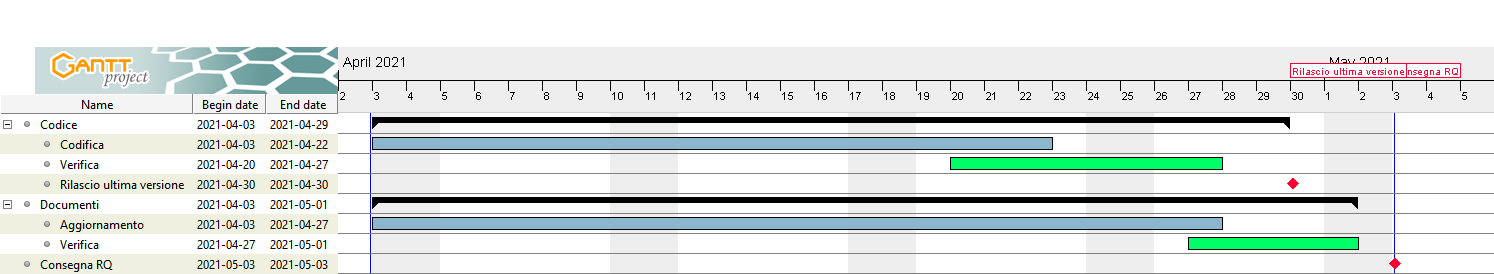 GANTT project
April 2021
May 2021
Rilascio ultima versione
nsegna RQ
Name Begin date End date
2 3 4 5 6 7 8 9 10 11 12 13 14 15 16 17 18 19 20 21 22 23 24 25 26 27 28 29 30 1 2 3 4 5
Codice 2021-04-03 2021-04-29
Codifica 2021-04-03 2021-04-22
Verifica 2021-04-20 2021-04-27
Rilascio ultima versione 2021-04-30 2021-04-30
Documenti 2021-04-03 2021-05-01
Aggiornamento 2021-04-03 2021-04-27
Verifica 2021-04-27 2021-05-01
Consegna RQ 2021-05-03 2021-05-03